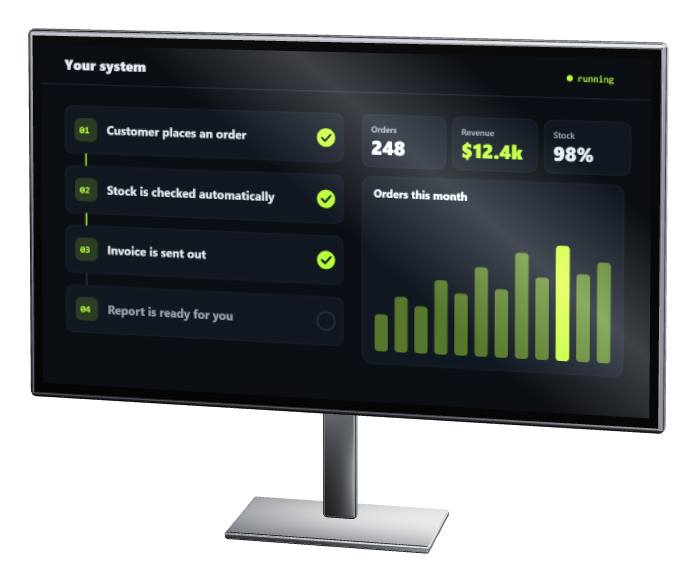 Your system
running
01 Customer places an order
02 Stock is checked automatically
03 Invoice is sent out
04 Report is ready for you
Orders
248
Revenue
$12.4k
Stock
98%
Orders this month